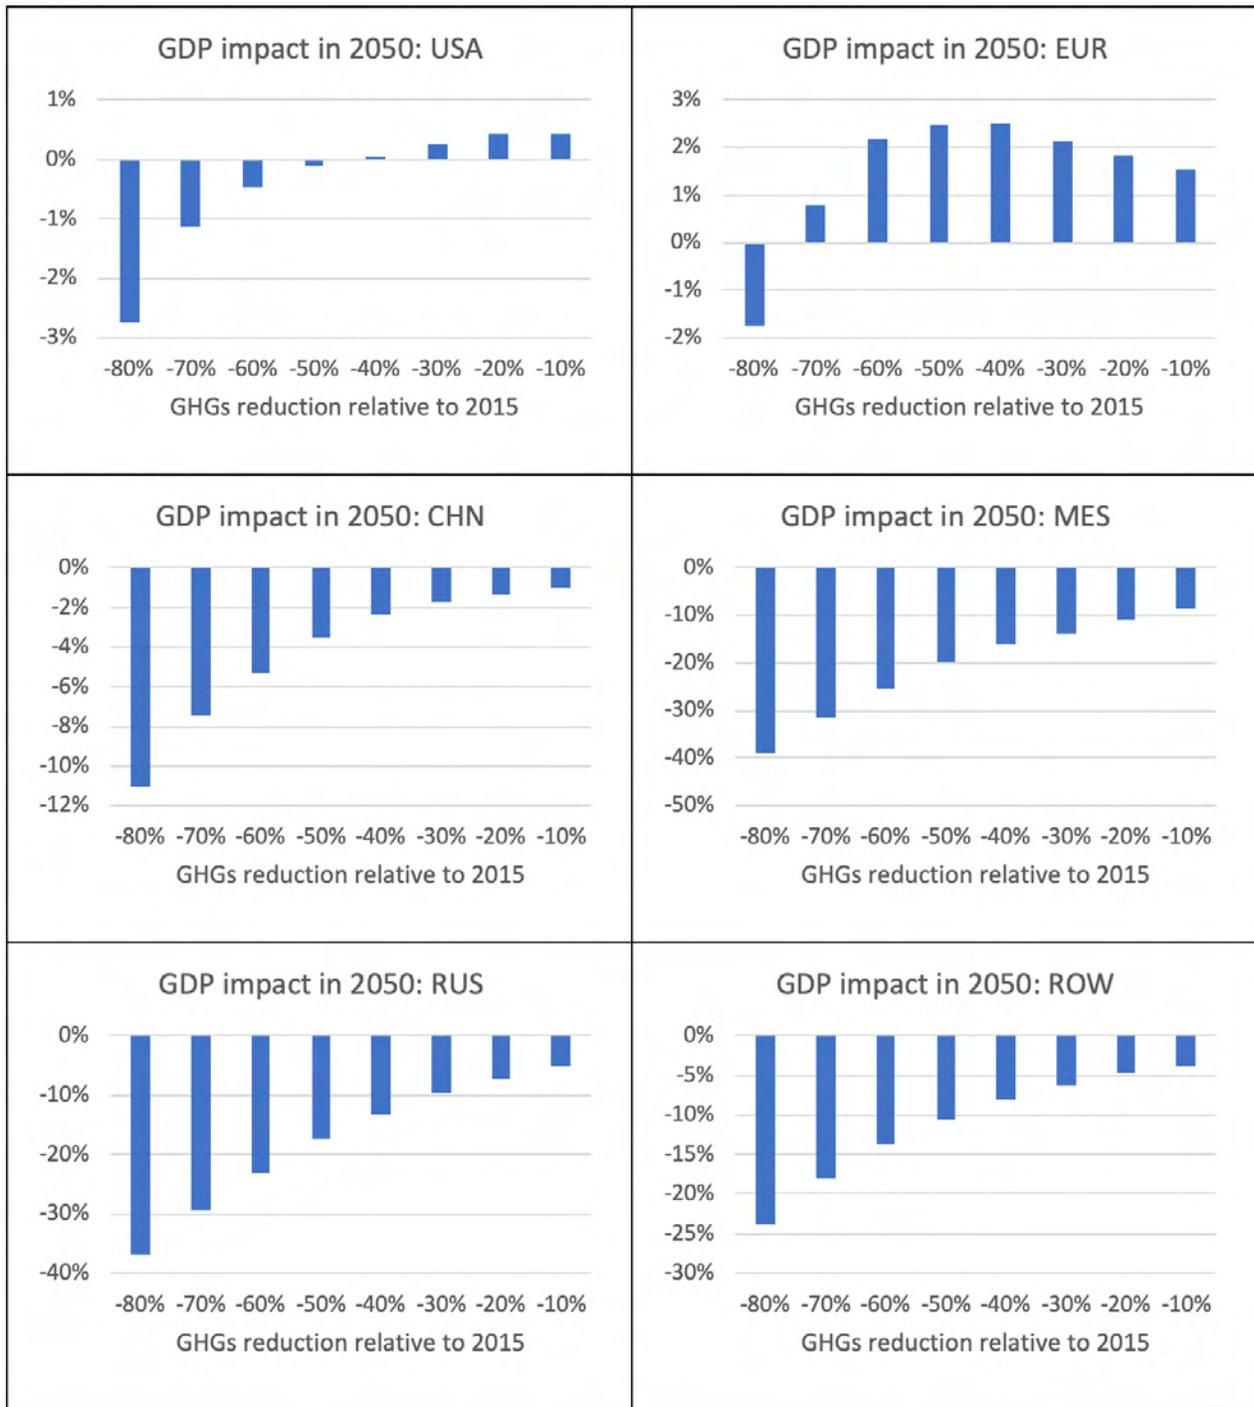 GDP impact in 2050: USA
1%
0%
-1%
-2%
-3%
-80% -70% -60% -50% -40% -30% -20% -10%
GHGs reduction relative to 2015
GDP impact in 2050: EUR
3%
2%
1%
0%
-1%
-2%
-80% -70% -60% -50% -40% -30% -20% -10%
GHGs reduction relative to 2015
GDP impact in 2050: CHN
0%
-2%
-4%
-6%
-8%
-10%
-12%
-80% -70% -60% -50% -40% -30% -20% -10%
GHGs reduction relative to 2015
GDP impact in 2050: MES
0%
-10%
-20%
-30%
-40%
-50%
-80% -70% -60% -50% -40% -30% -20% -10%
GHGs reduction relative to 2015
GDP impact in 2050: RUS
0%
-10%
-20%
-30%
-40%
-80% -70% -60% -50% -40% -30% -20% -10%
GHGs reduction relative to 2015
GDP impact in 2050: ROW
0%
-5%
-10%
-15%
-20%
-25%
-30%
-80% -70% -60% -50% -40% -30% -20% -10%
GHGs reduction relative to 2015